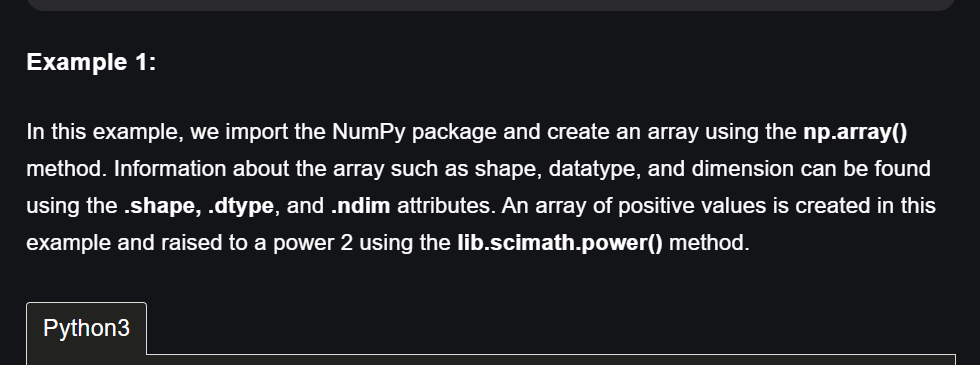 Example 1:
In this example, we import the NumPy package and create an array using the np.array()
method. Information about the array such as shape, datatype, and dimension can be found
using the .shape, .dtype, and .ndim attributes. An array of positive values is created in this
example and raised to a power 2 using the lib.scimath.power() method.
Python3